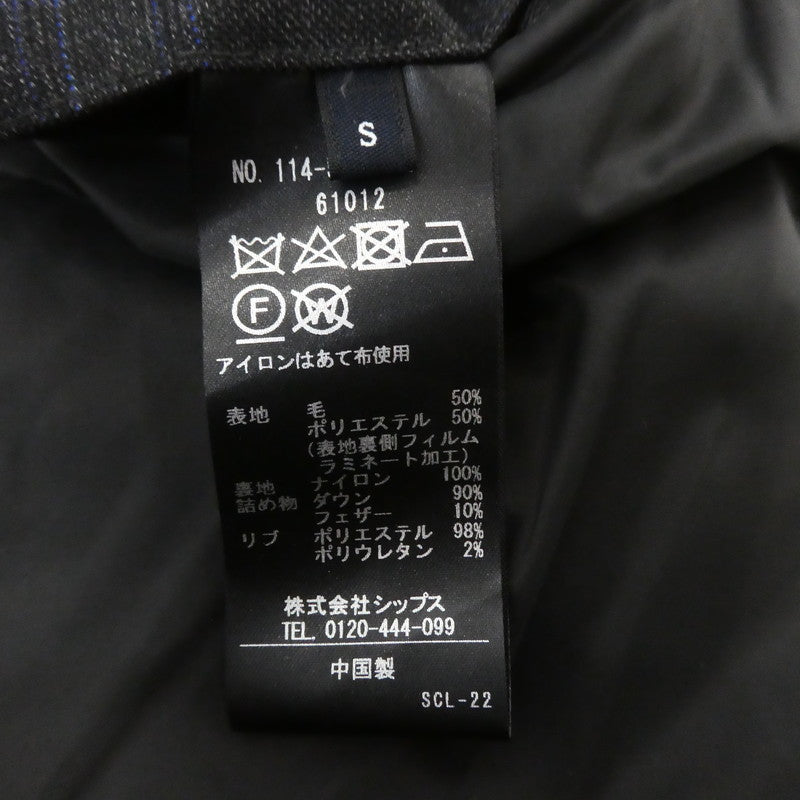 S
NO. 114-
61012
F
W
アイロンはあて布使用
表地 毛 50%
ポリエステル 50%
(表地裏側フィルム
ラミネート加工)
裏地 ナイロン 100%
詰め物 ダウン 90%
フェザー 10%
リブ ポリエステル 98%
ポリウレタン 2%
株式会社シップス
TEL. 0120-444-099
中国製
SCL-22